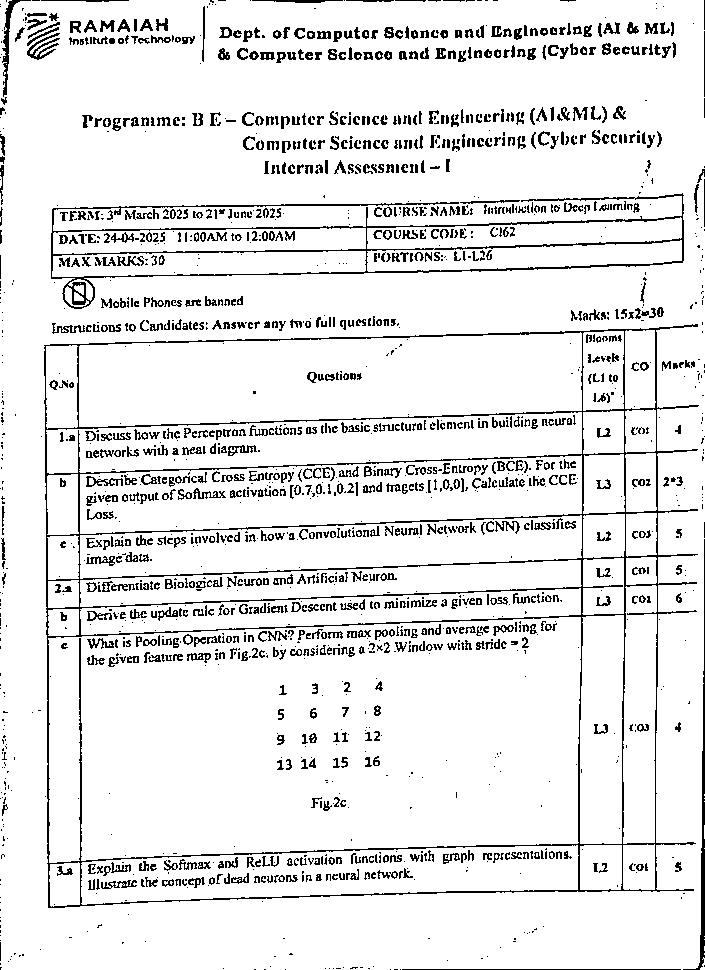 RAMAIAH
Institute of Technology
Dept. of Computer Science and Engineering (AI & ML)
& Computer Science and Engineering (Cyber Security)
Programme: B E – Computer Science and Engineering (AI&ML) &
Computer Science and Engineering (Cyber Security)
Internal Assessment – I
TERM: 3rd March 2025 to 21st June 2025
COURSE NAME: Introduction to Deep Learning
DATE: 24-04-2025 11:00AM to 12:00AM
COURSE CODE : CI62
MAX MARKS: 30
PORTIONS: L1-L26
Mobile Phones are banned
Instructions to Candidates: Answer any two full questions.
Marks: 15x2=30
Q.No
Questions
Blooms
Levels
(L1 to
L6)
CO
Marks
1.a
Discuss how the Perceptron functions as the basic structural element in building neural
networks with a neat diagram.
L2
CO1
4
b
Describe Categorical Cross Entropy (CCE) and Binary Cross-Entropy (BCE). For the
given output of Softmax activation [0.7,0.1,0.2] and tragets [1,0,0], Calculate the CCE
Loss.
L3
CO2
2*3
c
Explain the steps involved in how a Convolutional Neural Network (CNN) classifies
image data.
L2
CO3
5
2.a
Differentiate Biological Neuron and Artificial Neuron.
L2
CO1
5
b
Derive the update rule for Gradient Descent used to minimize a given loss function.
L3
CO2
6
c
What is Pooling Operation in CNN? Perform max pooling and average pooling for
the given feature map in Fig.2c. by considering a 2×2 Window with stride = 2
1 3 2 4
5 6 7 8
9 10 11 12
13 14 15 16
Fig.2c
L3
CO3
4
3.a
Explain the Softmax and ReLU activation functions with graph representations.
Illustrate the concept of dead neurons in a neural network.
L2
CO1
5